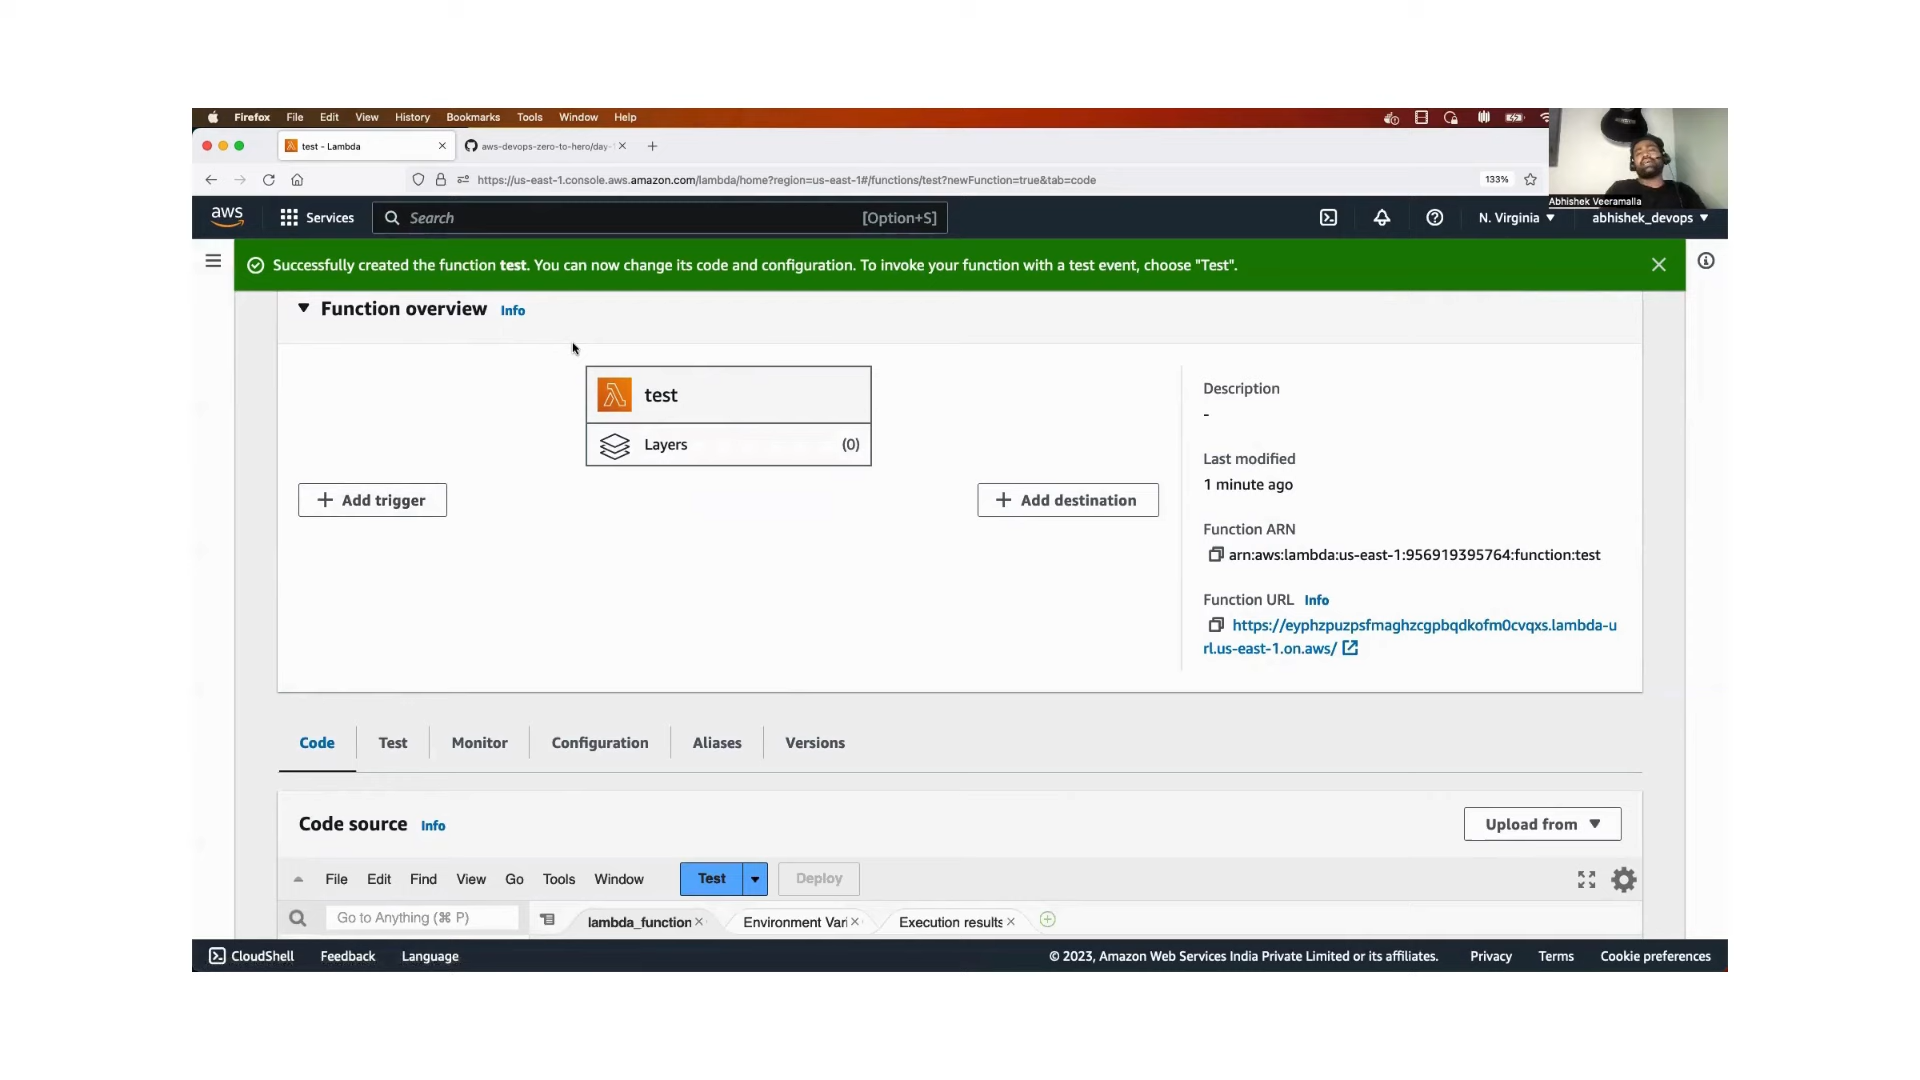 Firefox File Edit View History Bookmarks Tools Window Help
test - Lambda
aws-devops-zero-to-hero/day-
https://us-east-1.console.aws.amazon.com/lambda/home?region=us-east-1#/functions/test?newFunction=true&tab=code
133%
Abhishek Veeramalla
aws
Services
Search
[Option+S]
N. Virginia
abhishek_devops
Successfully created the function test. You can now change its code and configuration. To invoke your function with a test event, choose "Test".
Function overview Info
test
Layers (0)
Add trigger
Add destination
Description
-
Last modified
1 minute ago
Function ARN
arn:aws:lambda:us-east-1:956919395764:function:test
Function URL Info
https://eyphzpuzpsfmaghzcgpbqdkofm0cvqxs.lambda-u
rl.us-east-1.on.aws/
Code Test Monitor Configuration Aliases Versions
Code source Info
Upload from
File Edit Find View Go Tools Window
Test
Deploy
Go to Anything (⌘ P)
lambda_function
Environment Vari
Execution results
CloudShell Feedback Language
© 2023, Amazon Web Services India Private Limited or its affiliates.
Privacy Terms Cookie preferences